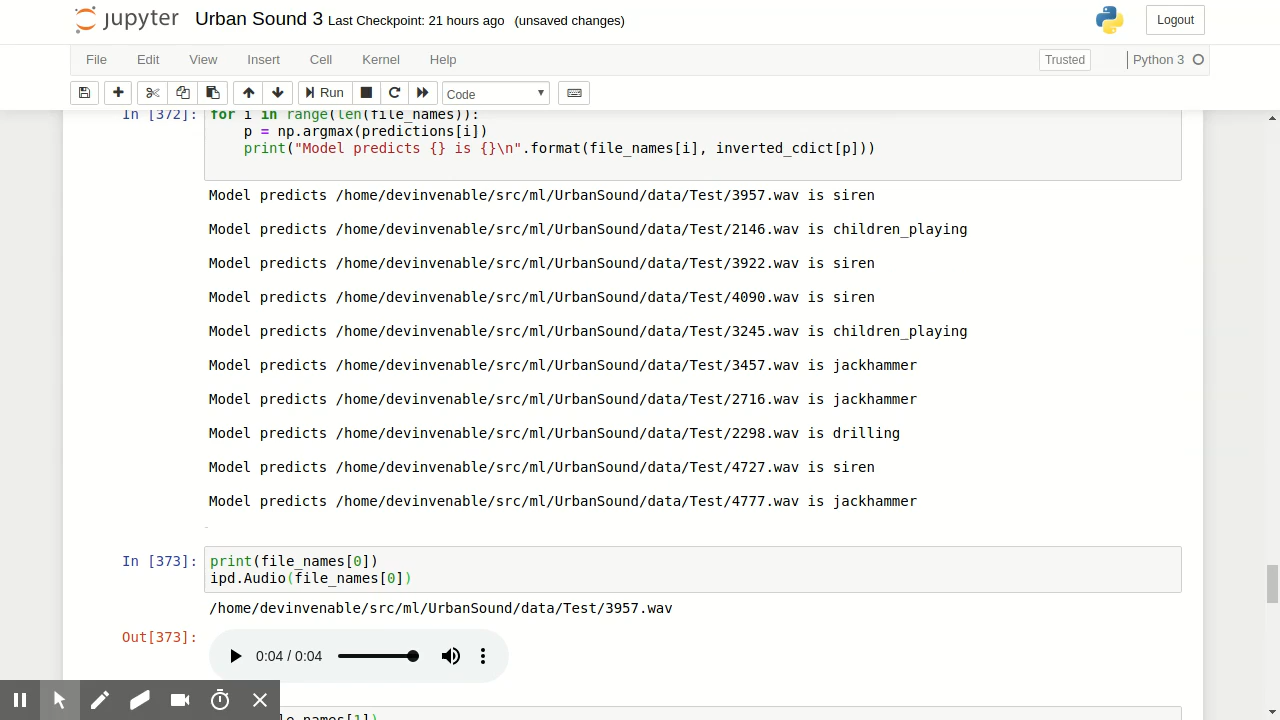 jupyter Urban Sound 3 Last Checkpoint: 21 hours ago (unsaved changes) Logout
File Edit View Insert Cell Kernel Help Trusted Python 3
Run Code
In [372]: for i in range(len(file_names)):
p = np.argmax(predictions[i])
print("Model predicts {} is {}\n".format(file_names[i], inverted_cdict[p]))
Model predicts /home/devinvenable/src/ml/UrbanSound/data/Test/3957.wav is siren
Model predicts /home/devinvenable/src/ml/UrbanSound/data/Test/2146.wav is children_playing
Model predicts /home/devinvenable/src/ml/UrbanSound/data/Test/3922.wav is siren
Model predicts /home/devinvenable/src/ml/UrbanSound/data/Test/4090.wav is siren
Model predicts /home/devinvenable/src/ml/UrbanSound/data/Test/3245.wav is children_playing
Model predicts /home/devinvenable/src/ml/UrbanSound/data/Test/3457.wav is jackhammer
Model predicts /home/devinvenable/src/ml/UrbanSound/data/Test/2716.wav is jackhammer
Model predicts /home/devinvenable/src/ml/UrbanSound/data/Test/2298.wav is drilling
Model predicts /home/devinvenable/src/ml/UrbanSound/data/Test/4727.wav is siren
Model predicts /home/devinvenable/src/ml/UrbanSound/data/Test/4777.wav is jackhammer
In [373]: print(file_names[0])
ipd.Audio(file_names[0])
/home/devinvenable/src/ml/UrbanSound/data/Test/3957.wav
Out[373]:
0:04 / 0:04
le_names[1])